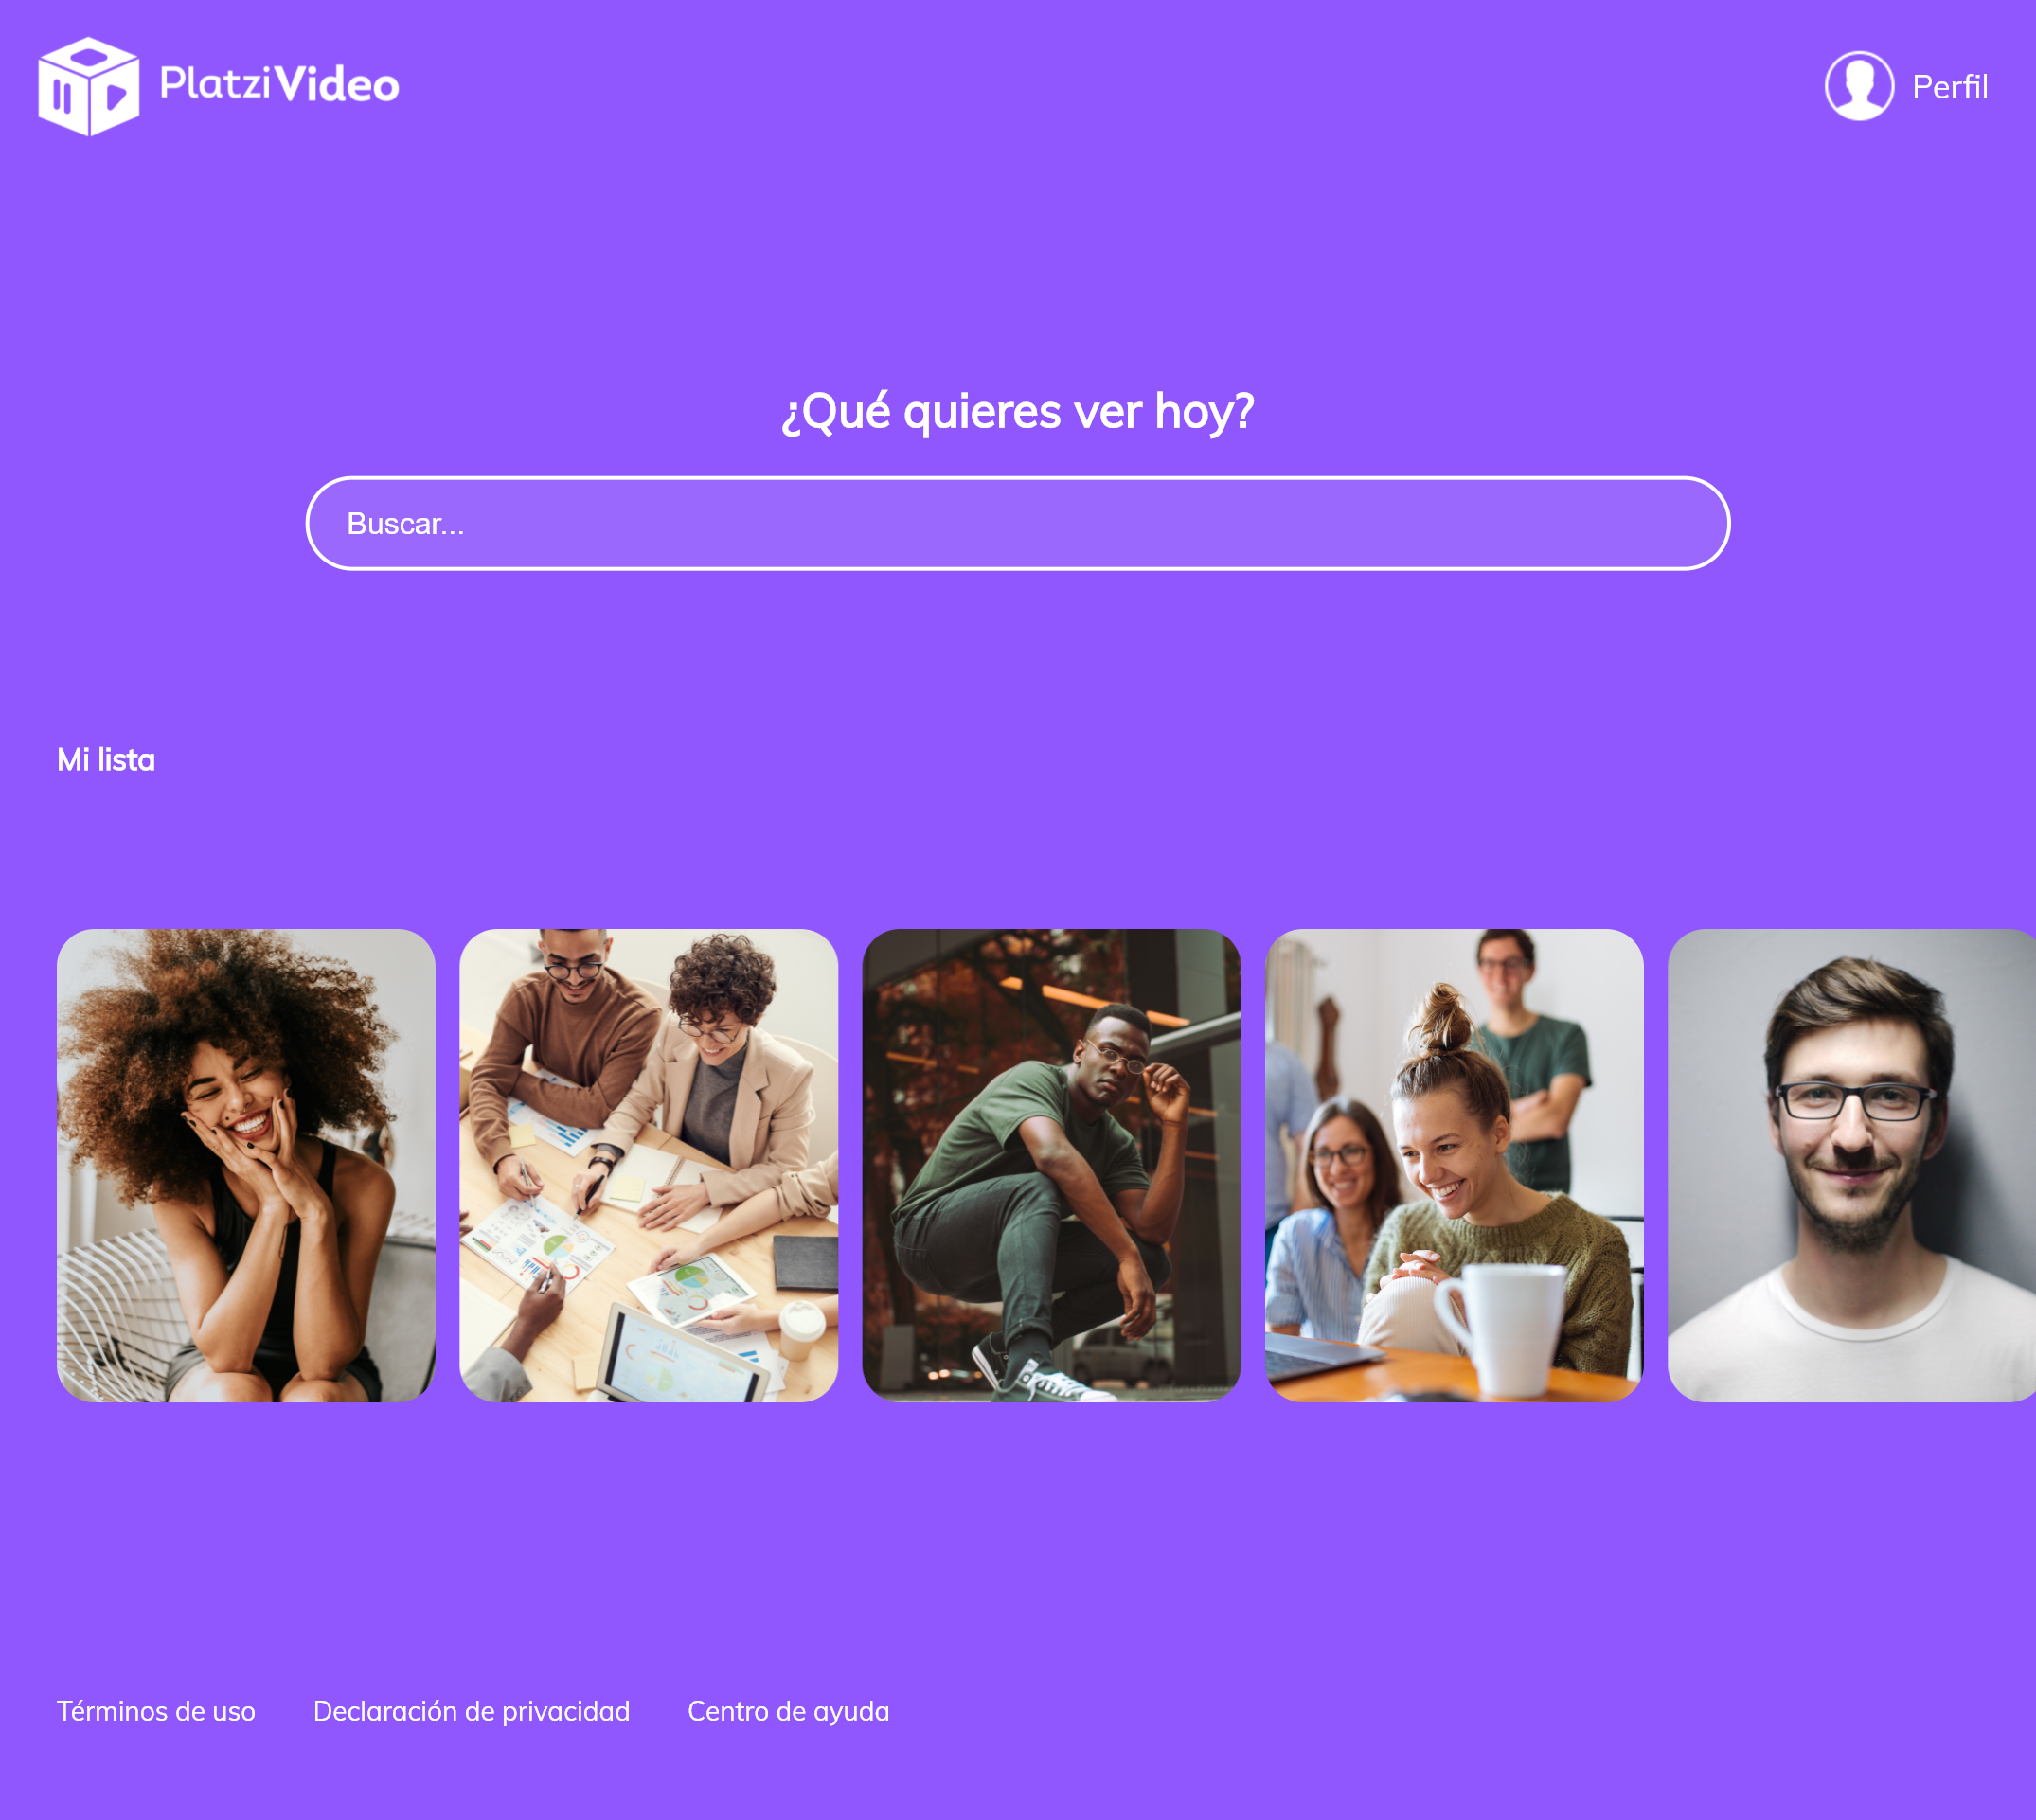 PlatziVideo
Perfil
¿Qué quieres ver hoy?
Buscar...
Mi lista
Términos de uso
Declaración de privacidad
Centro de ayuda